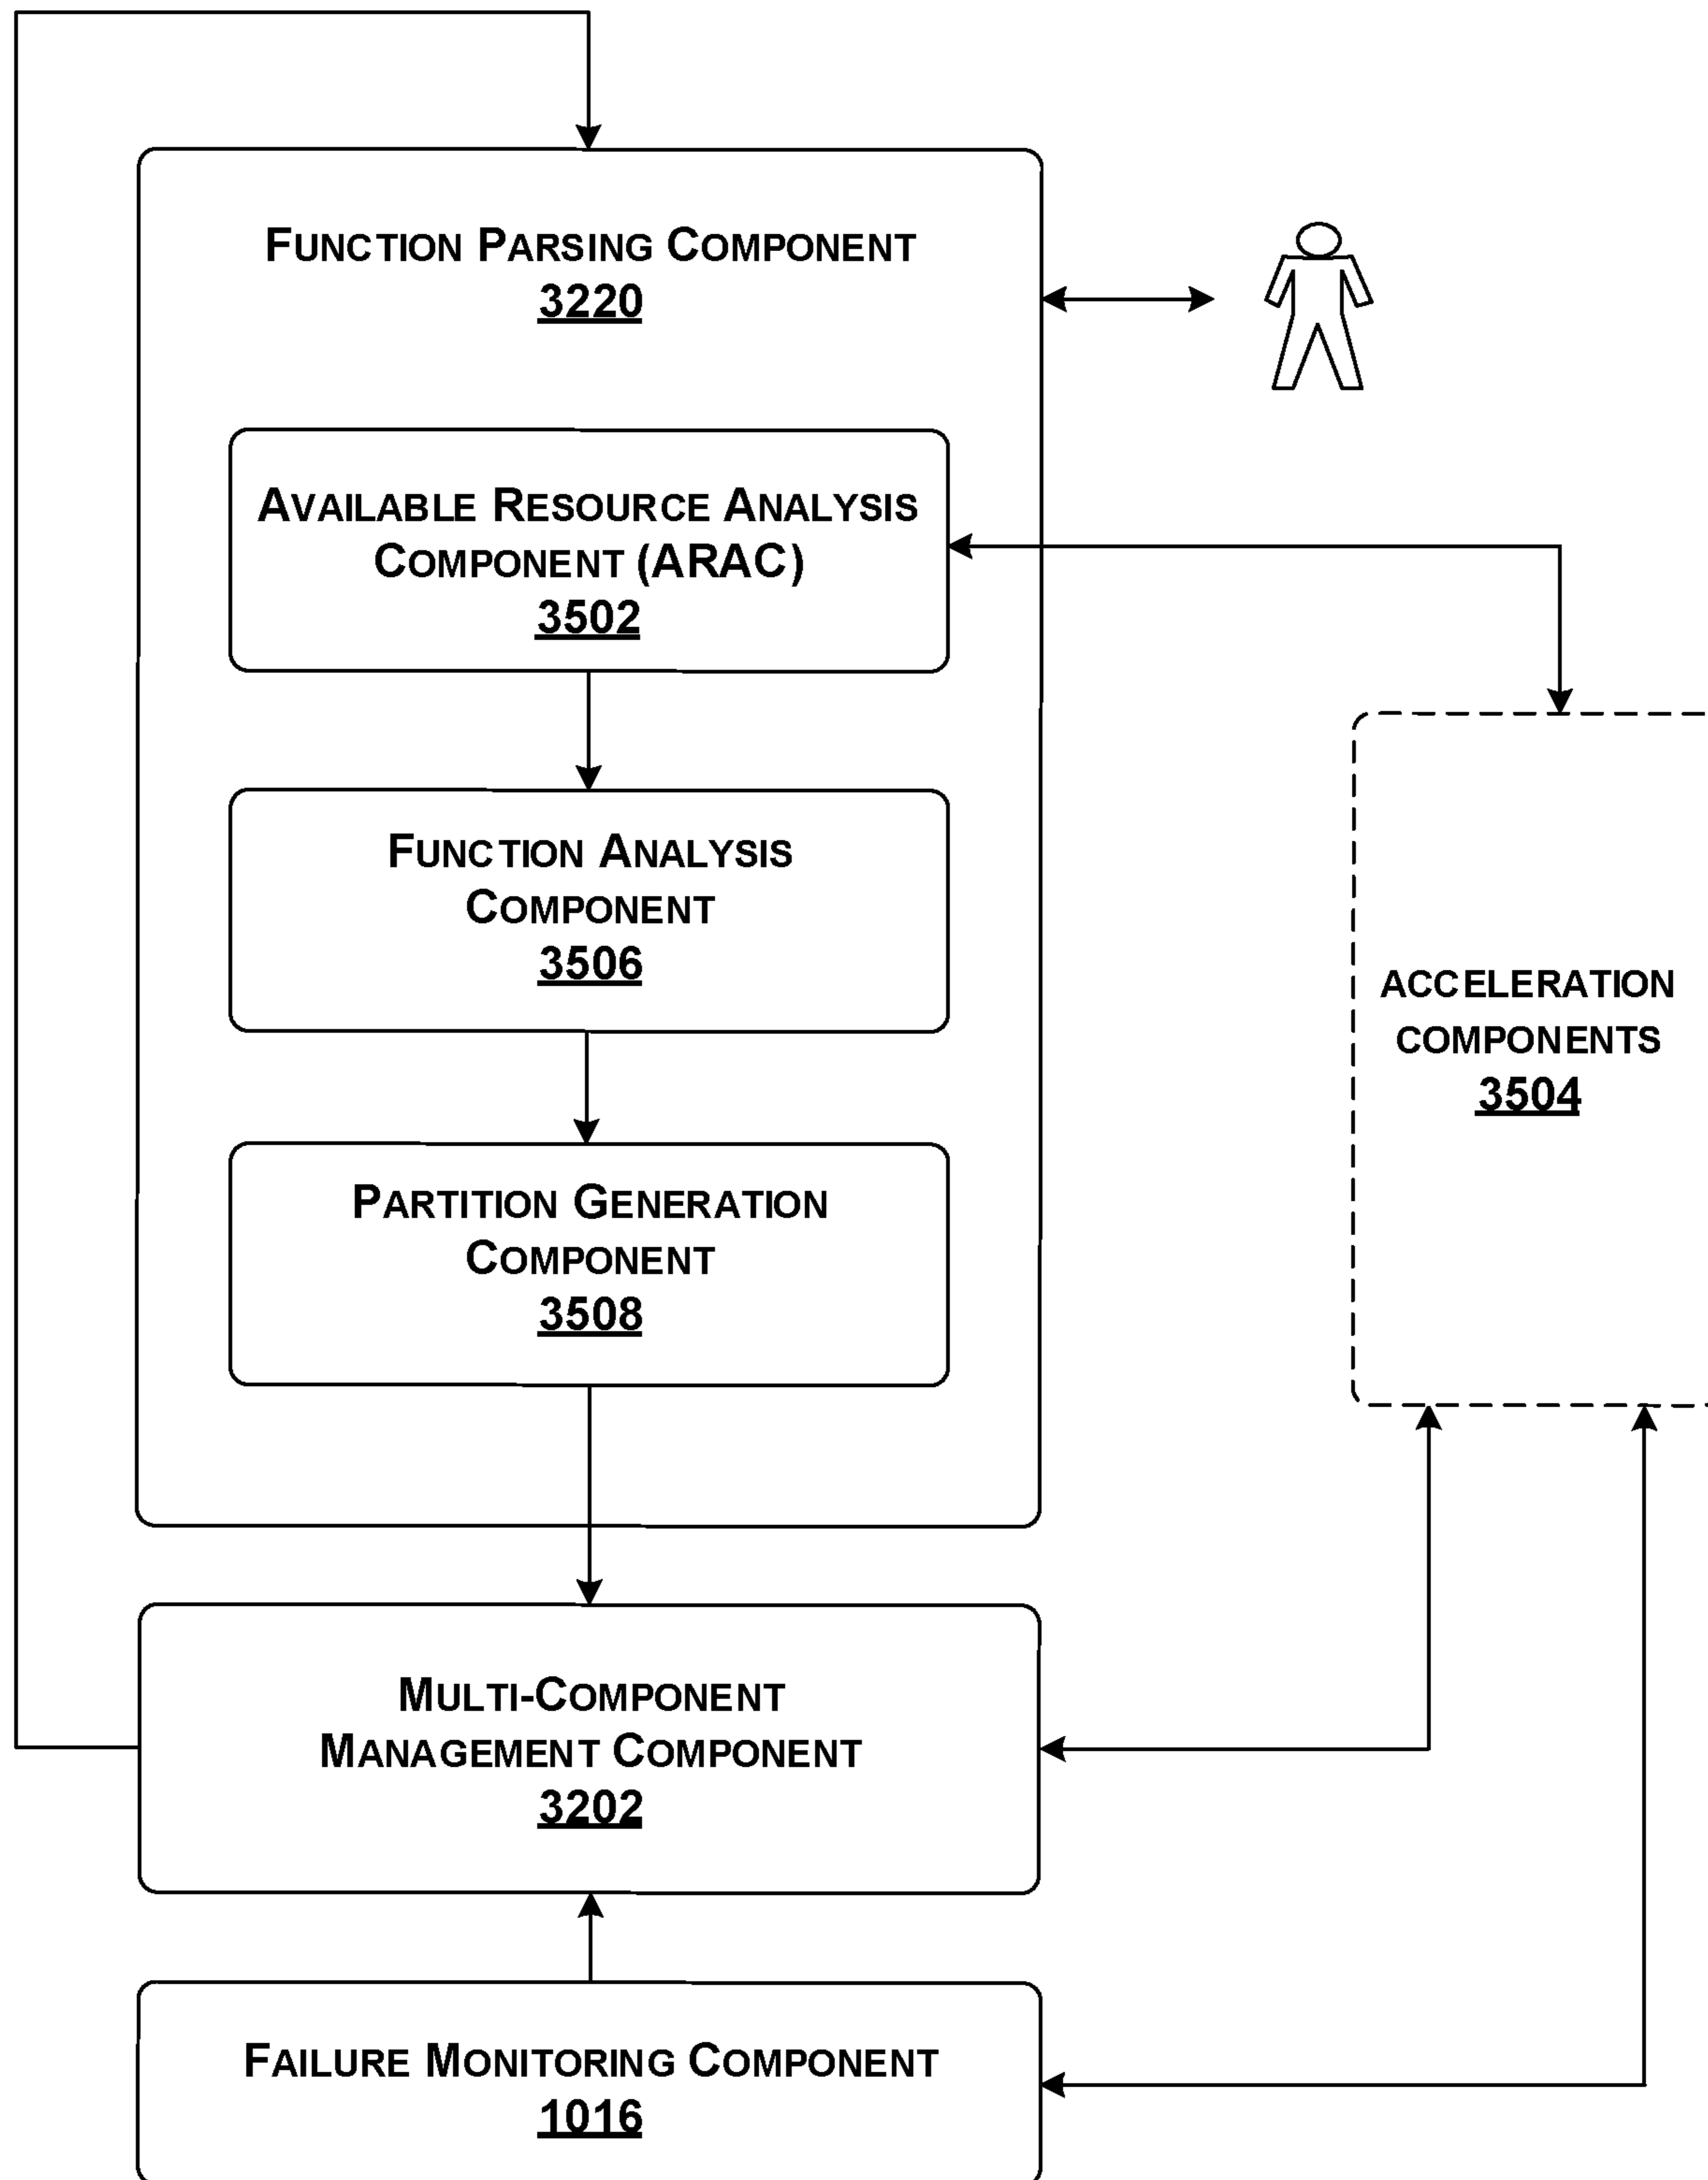 FUNCTION PARSING COMPONENT
3220
AVAILABLE RESOURCE ANALYSIS
COMPONENT (ARAC)
3502
FUNCTION ANALYSIS
COMPONENT
3506
PARTITION GENERATION
COMPONENT
3508
ACCELERATION
COMPONENTS
3504
MULTI-COMPONENT
MANAGEMENT COMPONENT
3202
FAILURE MONITORING COMPONENT
1016